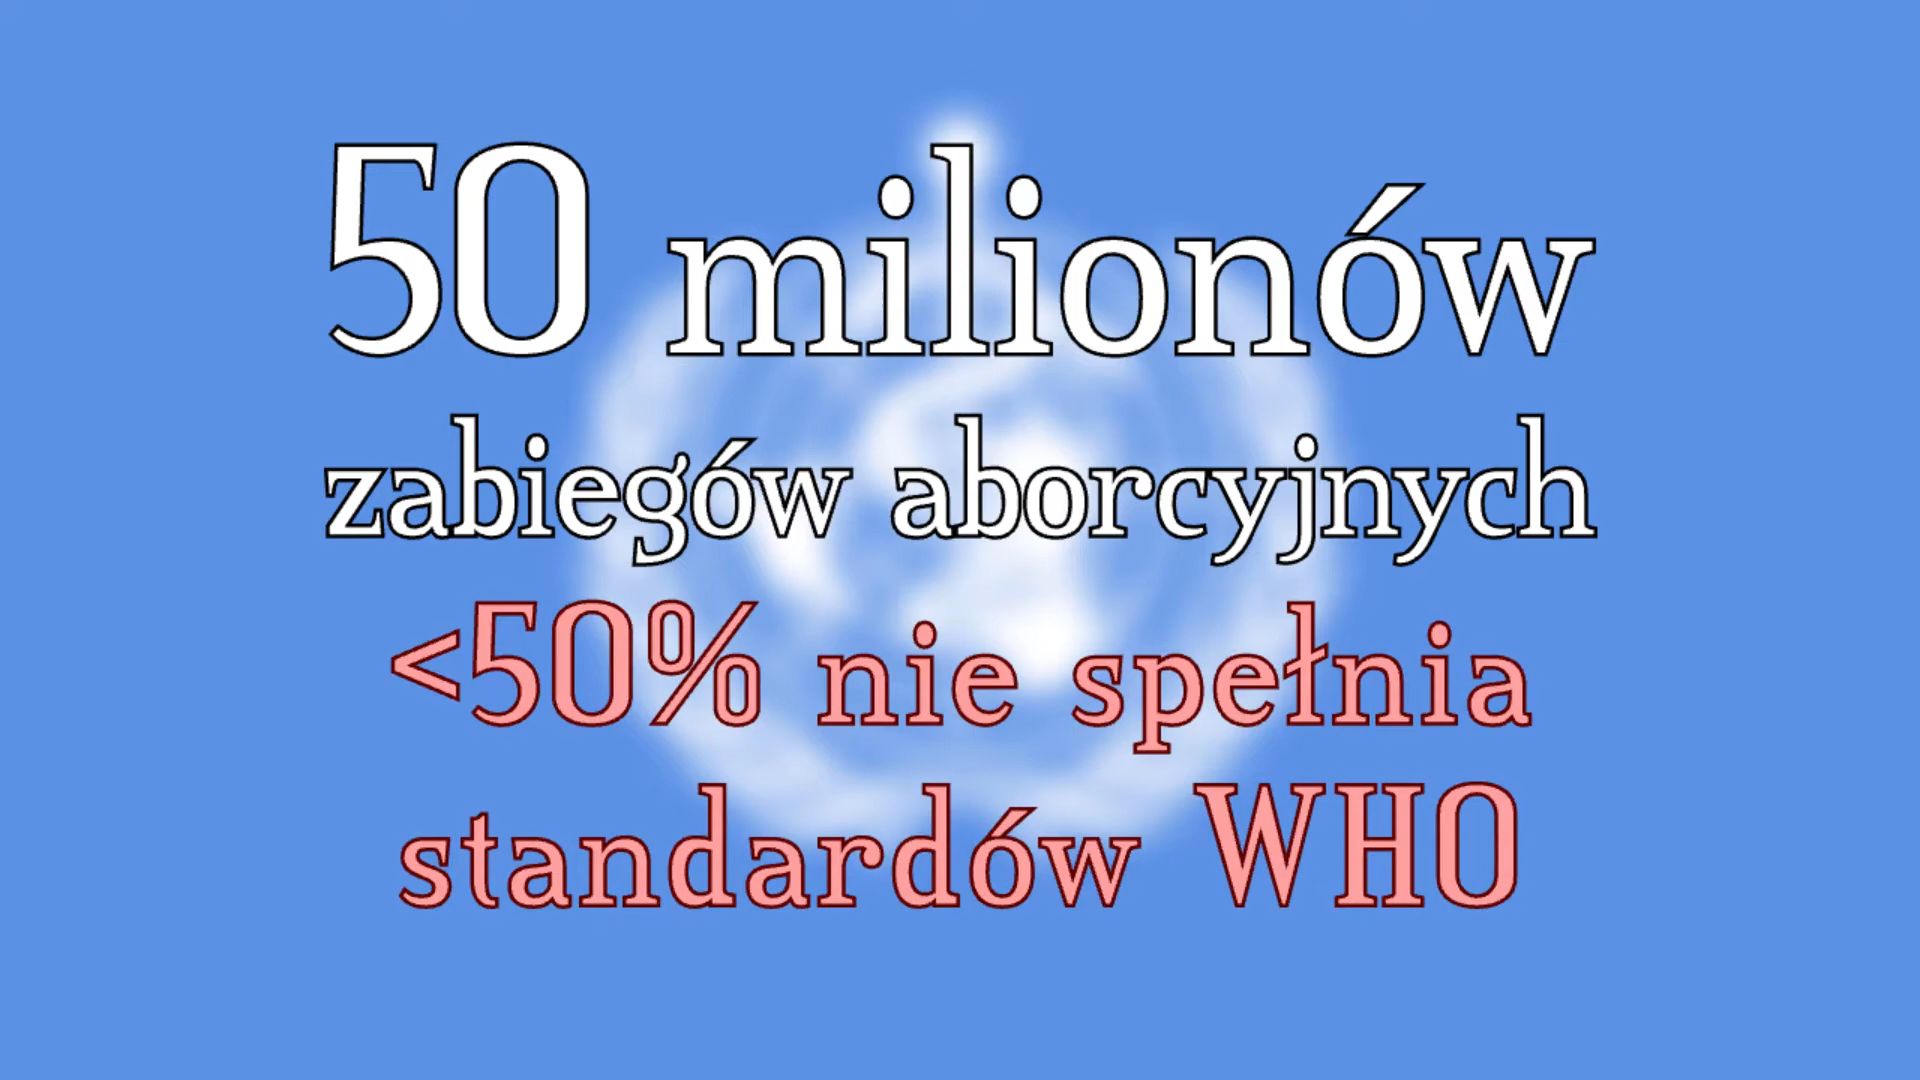 50 milionów
zabiegów aborcyjnych
<50% nie spełnia
standardów WHO